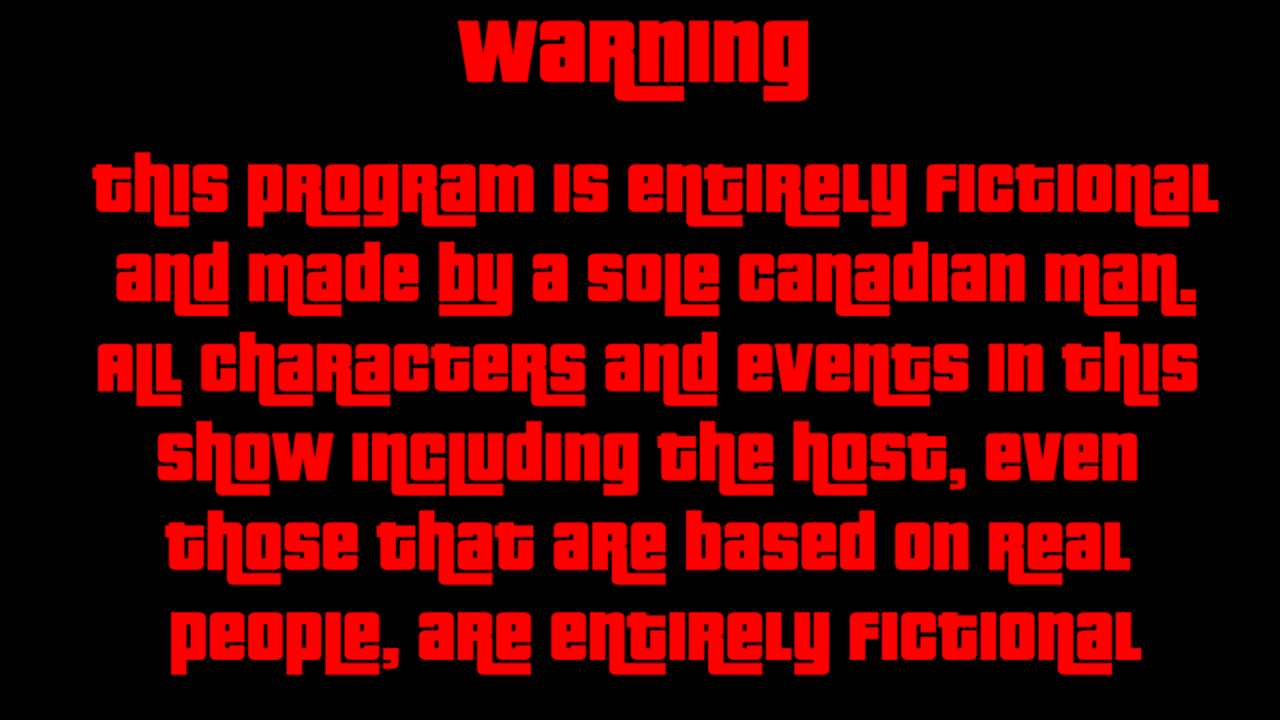 Warning
this program is entirely fictional
and made by a sole canadian man.
All characters and events in this
show including the host, even
those that are based on real
people, are entirely fictional